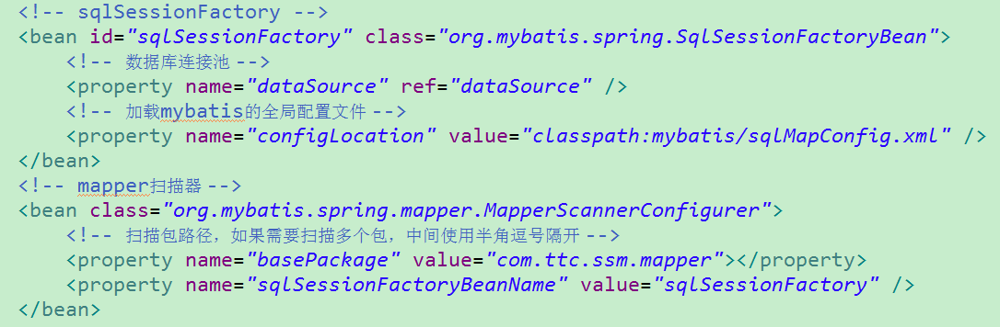 <!-- sqlSessionFactory -->
<bean id="sqlSessionFactory" class="org.mybatis.spring.SqlSessionFactoryBean">
    <!-- 数据库连接池 -->
    <property name="dataSource" ref="dataSource" />
    <!-- 加载mybatis的全局配置文件 -->
    <property name="configLocation" value="classpath:mybatis/sqlMapConfig.xml" />
</bean>
<!-- mapper扫描器 -->
<bean class="org.mybatis.spring.mapper.MapperScannerConfigurer">
    <!-- 扫描包路径，如果需要扫描多个包，中间使用半角逗号隔开 -->
    <property name="basePackage" value="com.ttc.ssm.mapper"></property>
    <property name="sqlSessionFactoryBeanName" value="sqlSessionFactory" />
</bean>